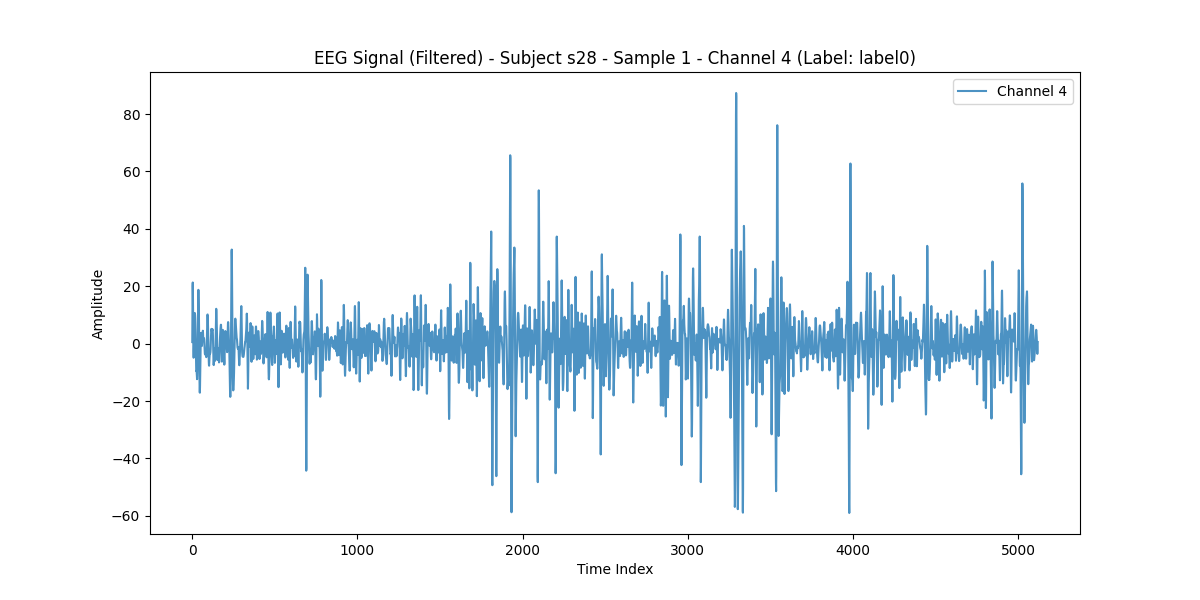 EEG Signal (Filtered) - Subject s28 - Sample 1 - Channel 4 (Label: label0)
Channel 4
Amplitude
80
60
40
20
0
−20
−40
−60
0 1000 2000 3000 4000 5000
Time Index